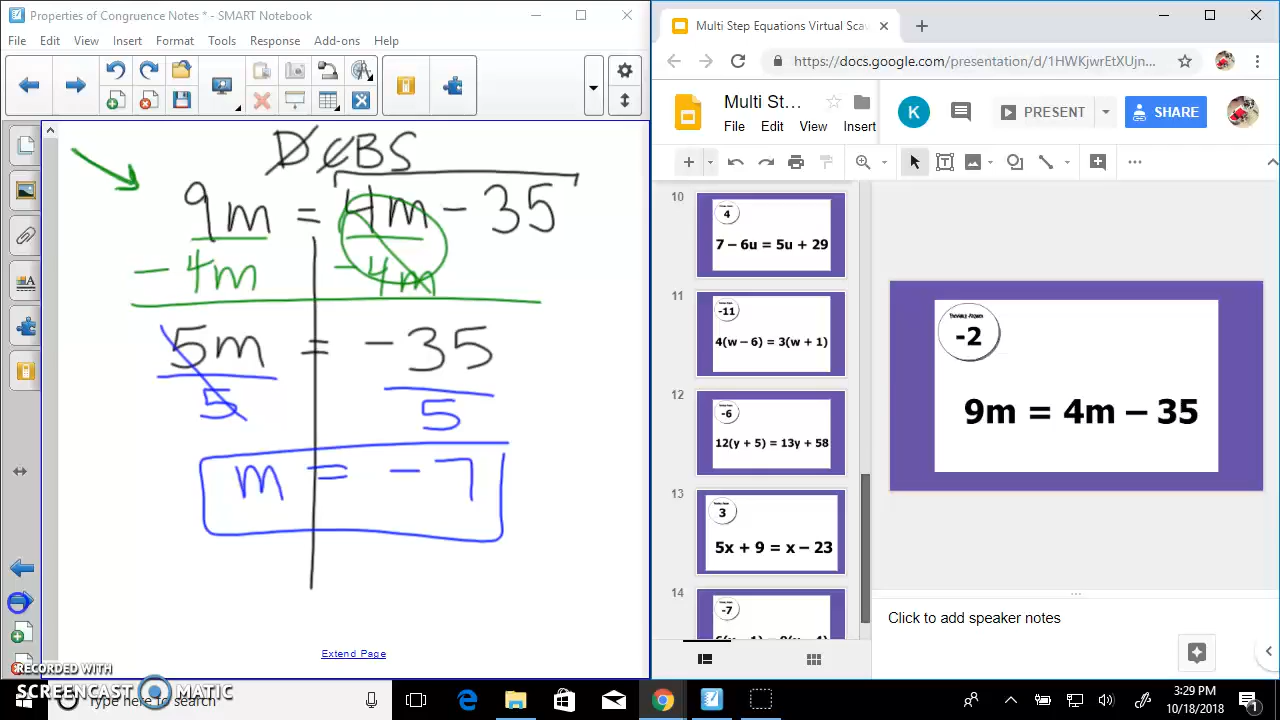 Properties of Congruence Notes * - SMART Notebook
File Edit View Insert Format Tools Response Add-ons Help
DCBS
9m = 4m - 35
- 4m - 4m
5m = - 35
5 5
m = - 7
Extend Page
RECORDED WITH
SCREENCAST MATIC
Type here to search
Multi Step Equations Virtual Scav
https://docs.google.com/presentation/d/1HWKjwrEtXUjn...
Multi St...
File Edit View Insert
K
PRESENT
SHARE
10
4
7 – 6u = 5u + 29
11
-11
4(w – 6) = 3(w + 1)
12
-6
12(y + 5) = 13y + 58
13
3
5x + 9 = x – 23
14
-7
Previous Answer
-2
9m = 4m – 35
Click to add speaker notes
3:29 PM
10/18/2018
1